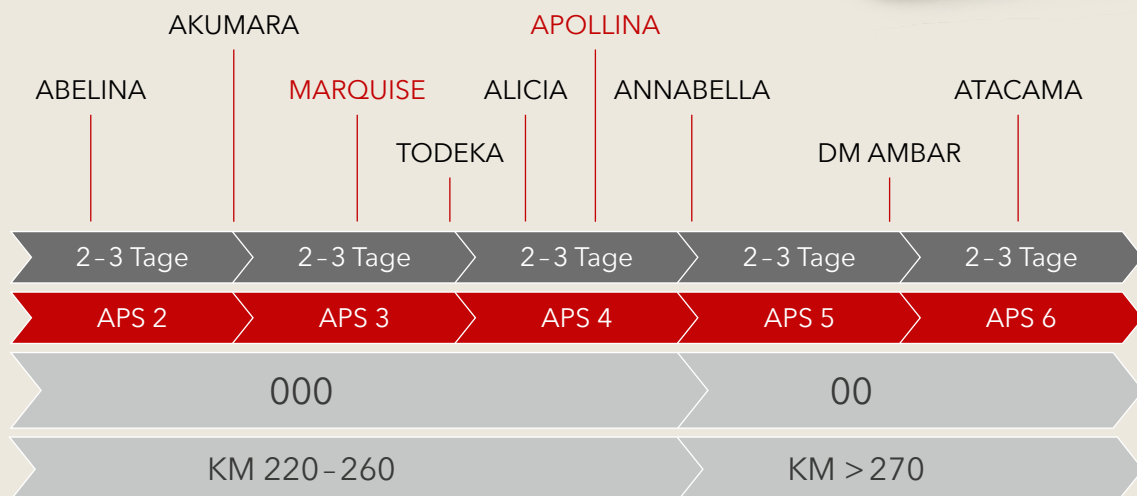 AKUMARA APOLLINA
ABELINA MARQUISE ALICIA ANNABELLA ATACAMA
TODEKA DM AMBAR
2–3 Tage 2–3 Tage 2–3 Tage 2–3 Tage 2–3 Tage
APS 2 APS 3 APS 4 APS 5 APS 6
000 00
KM 220–260 KM >270